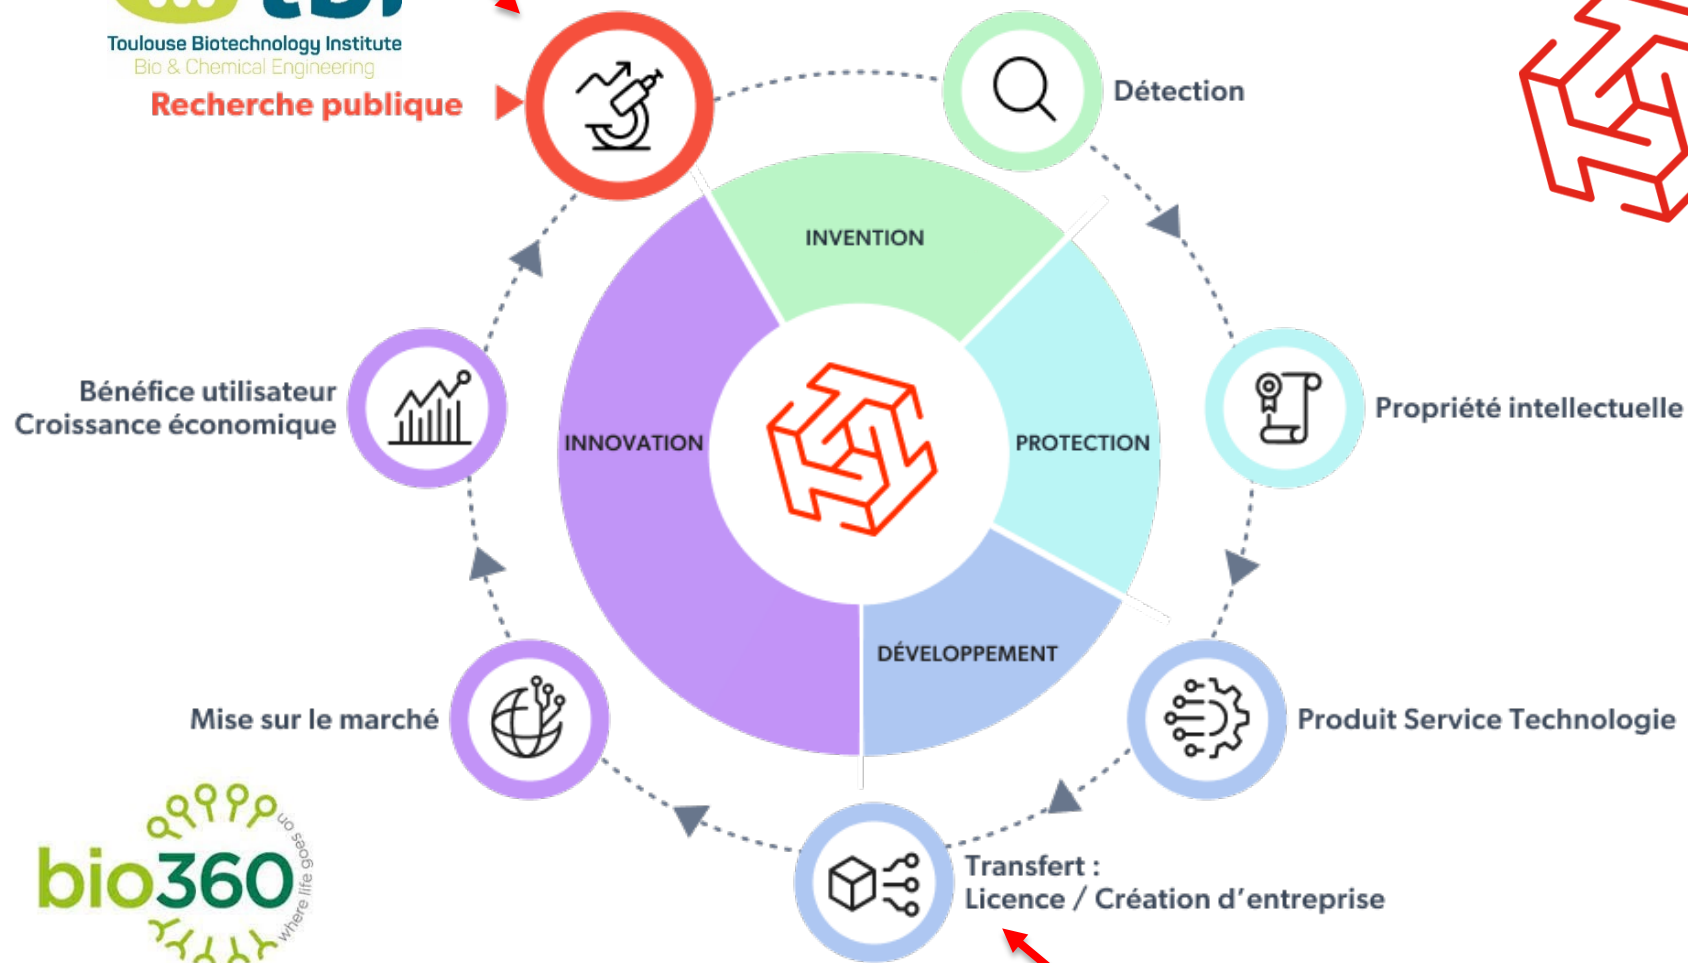 Toulouse Biotechnology Institute
Bio & Chemical Engineering
Recherche publique
Détection
INVENTION
Bénéfice utilisateur
Croissance économique
INNOVATION
PROTECTION
Propriété intellectuelle
DÉVELOPPEMENT
Mise sur le marché
Produit Service Technologie
bio360
where life goes on
Transfert :
Licence / Création d'entreprise